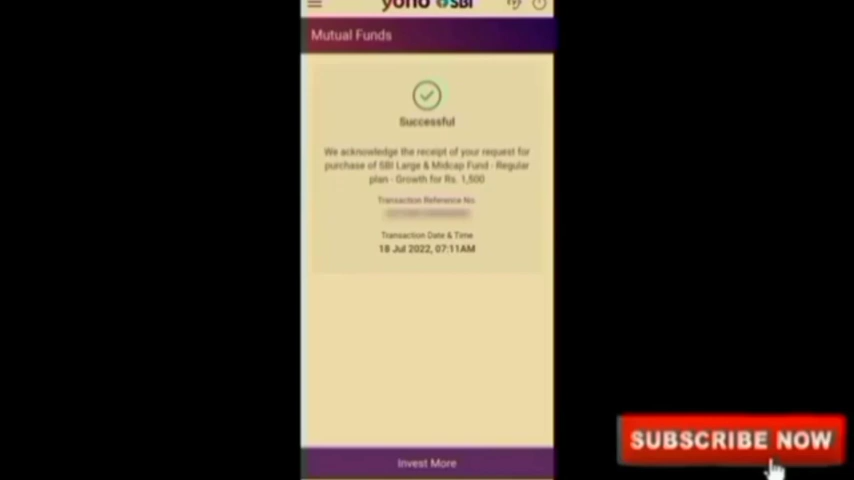 yono SBI
Mutual Funds
Successful
We acknowledge the receipt of your request for
purchase of SBI Large & Midcap Fund - Regular
plan - Growth for Rs. 1,500
Transaction Reference No.
Transaction Date & Time
18 Jul 2022, 07:11AM
Invest More
SUBSCRIBE NOW